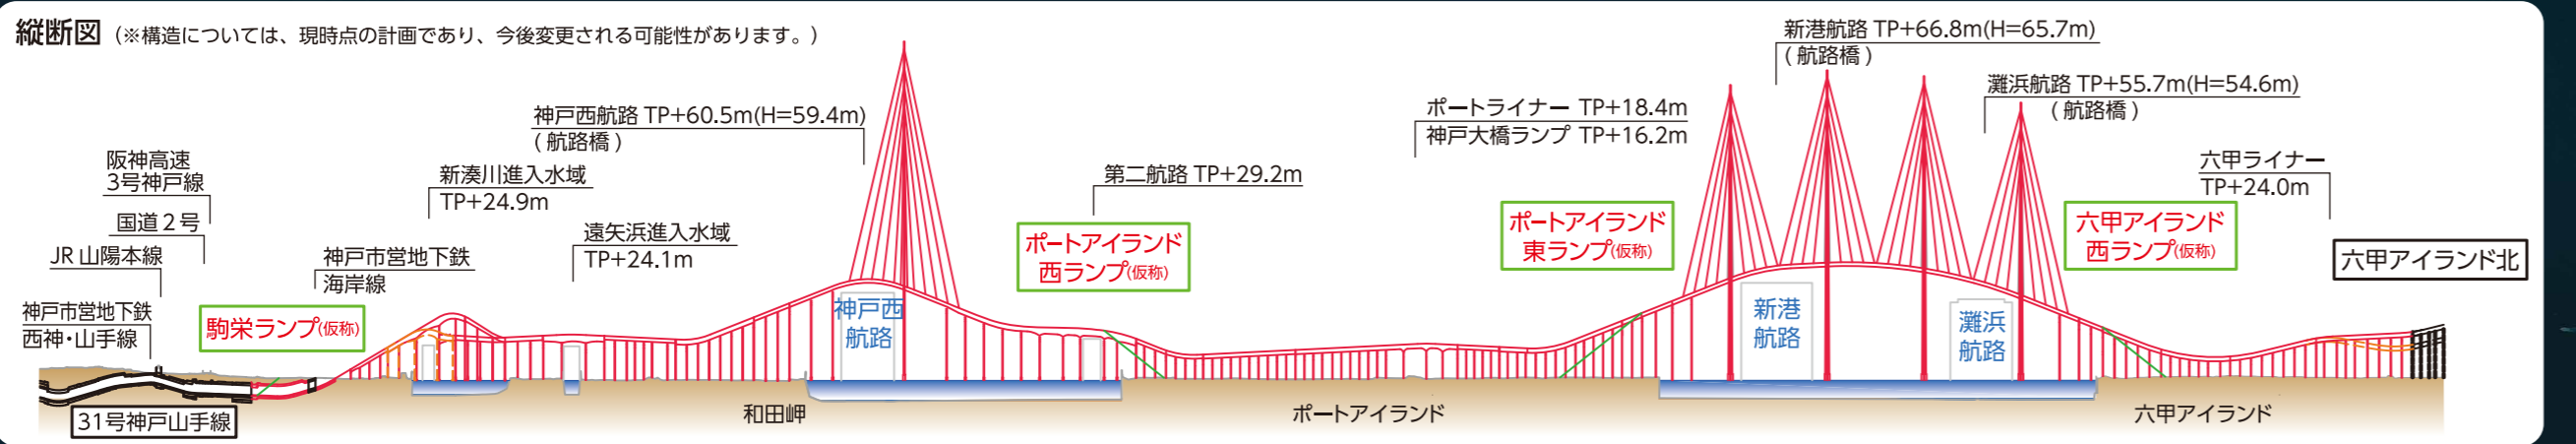 縦断図 (※構造については、現時点の計画であり、今後変更される可能性があります。)
新港航路 TP+66.8m(H=65.7m)
(航路橋)
灘浜航路 TP+55.7m(H=54.6m)
(航路橋)
神戸西航路 TP+60.5m(H=59.4m)
(航路橋)
ポートライナー TP+18.4m
神戸大橋ランプ TP+16.2m
阪神高速
3号神戸線
新湊川進入水域
TP+24.9m
第二航路 TP+29.2m
六甲ライナー
TP+24.0m
国道2号
遠矢浜進入水域
TP+24.1m
ポートアイランド
西ランプ(仮称)
ポートアイランド
東ランプ(仮称)
六甲アイランド
西ランプ(仮称)
JR山陽本線
神戸市営地下鉄
海岸線
六甲アイランド北
神戸市営地下鉄
西神・山手線
駒栄ランプ(仮称)
神戸西
航路
新港
航路
灘浜
航路
31号神戸山手線
和田岬
ポートアイランド
六甲アイランド